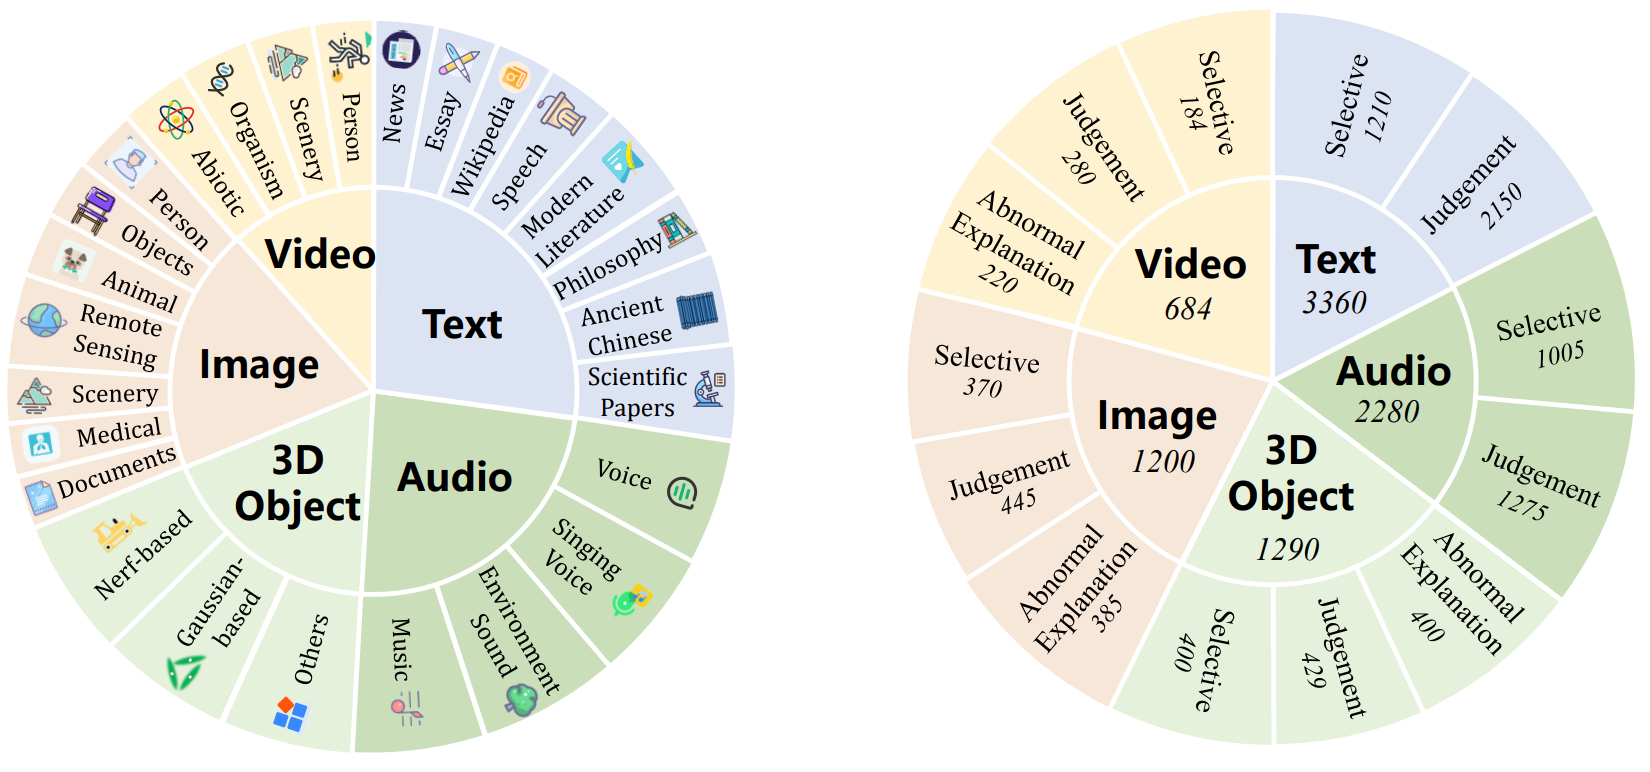 News
Essay
Wikipedia
Speech
Modern
Literature
Philosophy
Ancient
Chinese
Scientific
Papers
Text
Voice
Singing
Voice
Environment
Sound
Music
Audio
Others
Gaussian-
based
Nerf-based
3D
Object
Documents
Medical
Scenery
Remote
Sensing
Animal
Objects
Person
Image
Abiotic
Organism
Scenery
Person
Video
Selective
1210
Judgement
2150
Text
3360
Selective
1005
Judgement
1275
Audio
2280
Abnormal
Explanation
400
Judgement
429
Selective
400
3D
Object
1290
Abnormal
Explanation
385
Judgement
445
Selective
370
Image
1200
Abnormal
Explanation
220
Judgement
280
Selective
184
Video
684